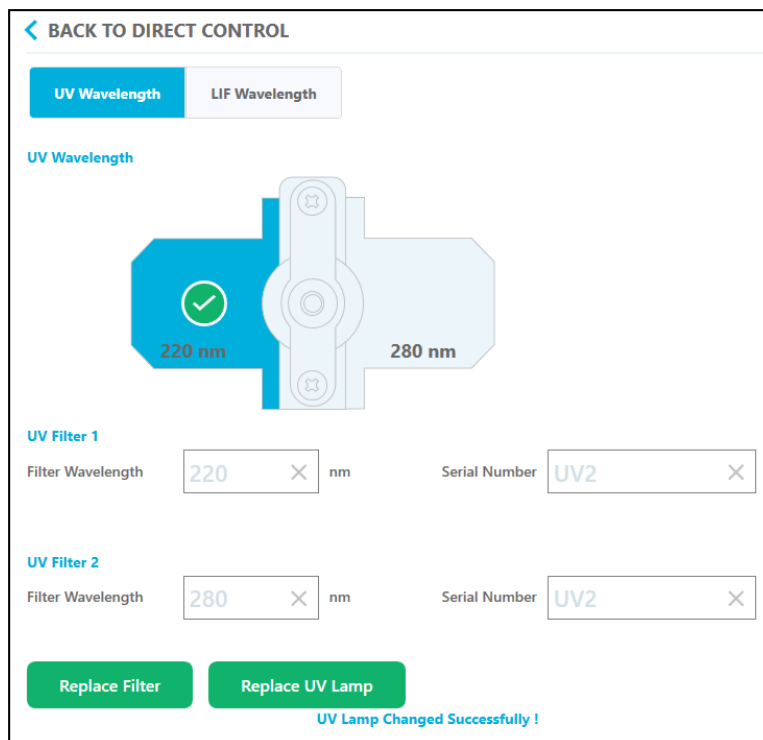 BACK TO DIRECT CONTROL
UV Wavelength LIF Wavelength
UV Wavelength
220 nm 280 nm
UV Filter 1
Filter Wavelength 220 nm Serial Number UV2
UV Filter 2
Filter Wavelength 280 nm Serial Number UV2
Replace Filter Replace UV Lamp
UV Lamp Changed Successfully !